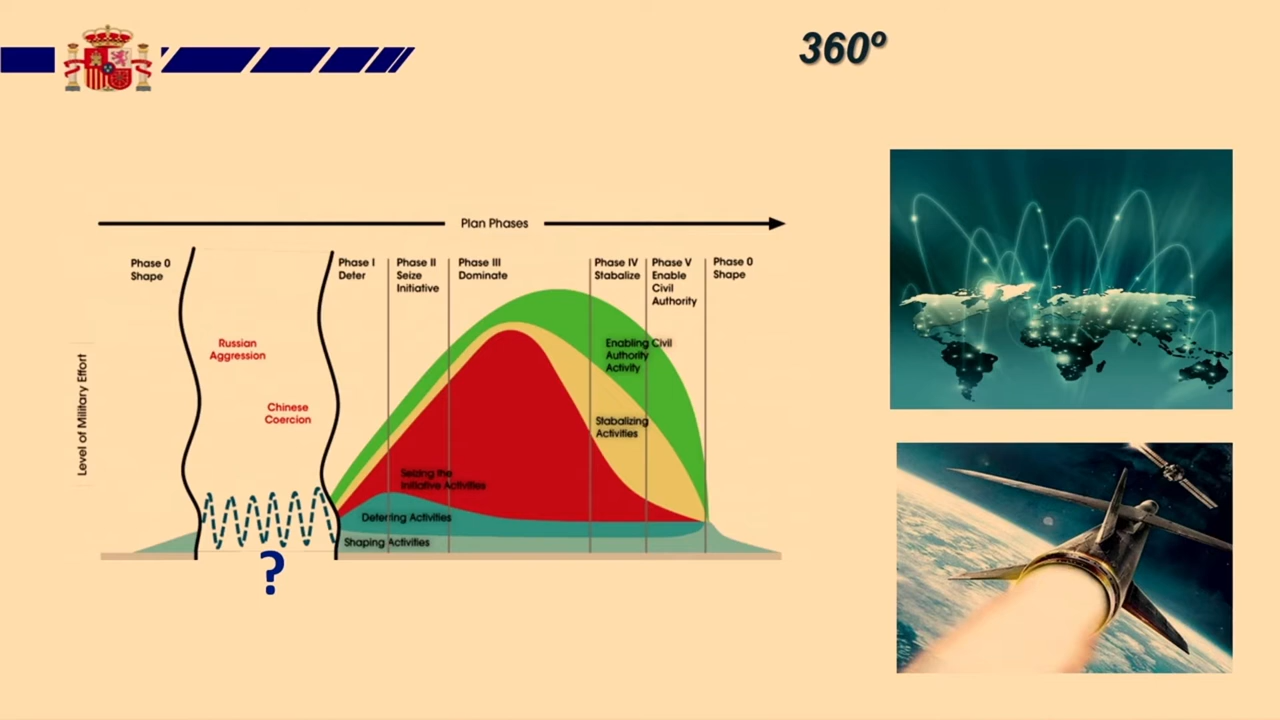 360º
Plan Phases
Phase 0
Shape
Phase I
Deter
Phase II
Seize
Initiative
Phase III
Dominate
Phase IV
Stabalize
Phase V
Enable
Civil
Authority
Phase 0
Shape
Level of Military Effort
Russian
Aggression
Chinese
Coercion
?
Enabling Civil
Authority
Activity
Stabalizing
Activities
Seizing the
Initiative Activities
Deterring Activities
Shaping Activities